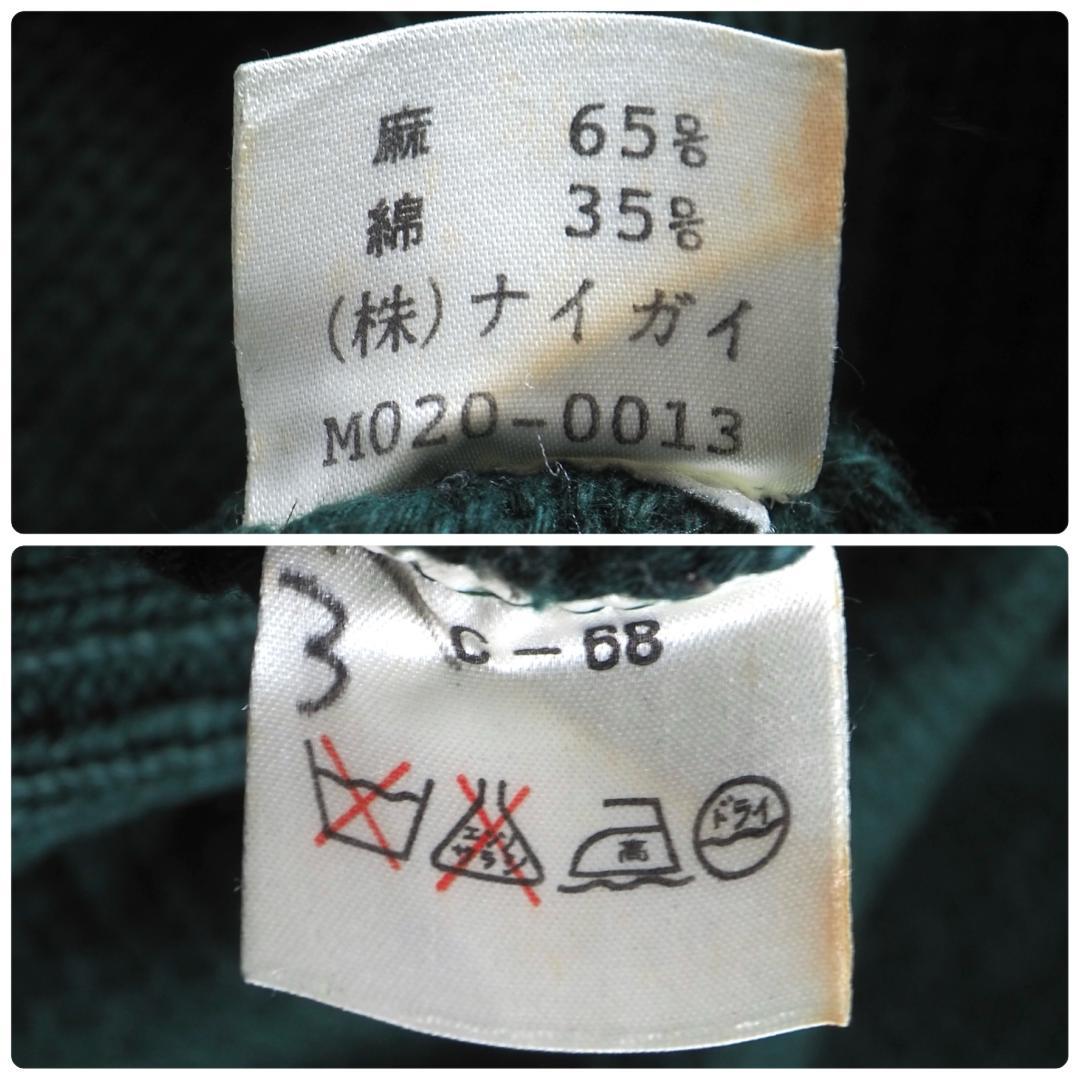 麻 65%
綿 35%
(株)ナイガイ
M020-0013
3
C-68
エンソ
サラシ
高
ドライ